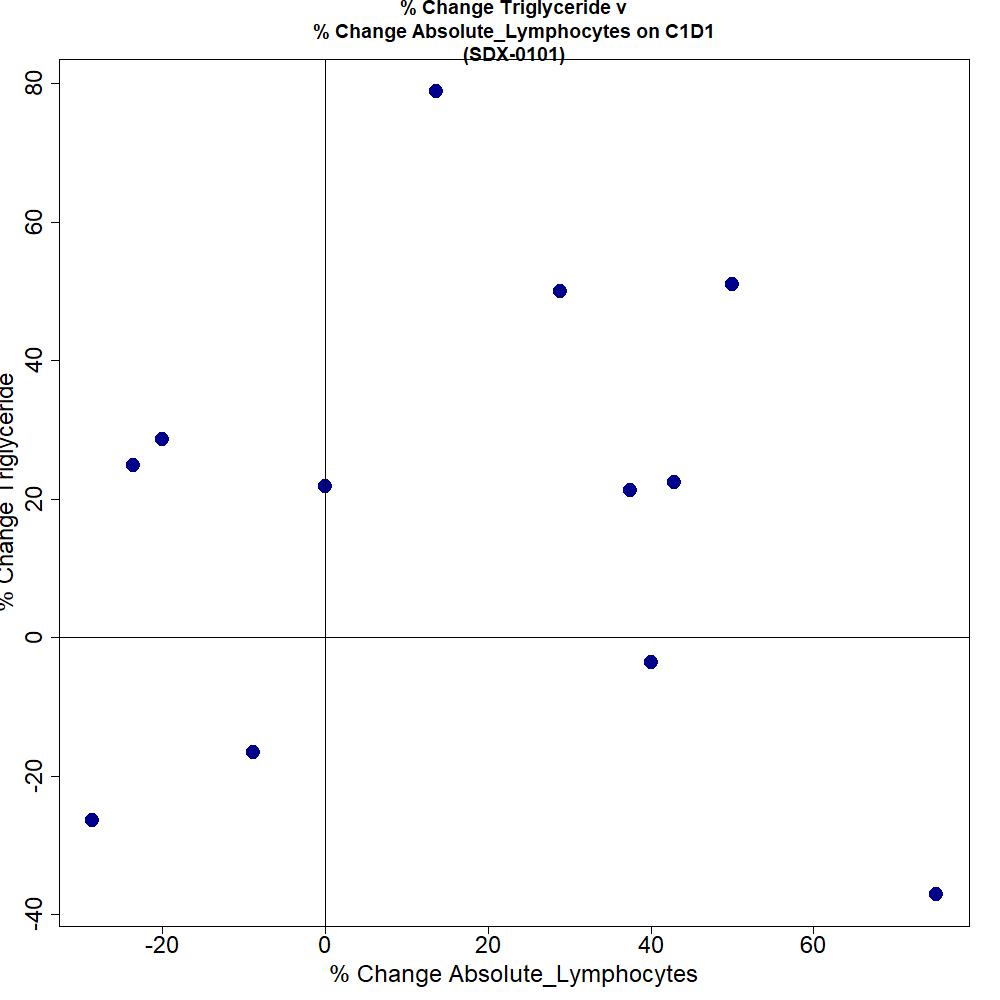 % Change Triglyceride v
% Change Absolute_Lymphocytes on C1D1
(SDX-0101)
% Change Triglyceride
80
60
40
20
0
-20
-40
-20
0
20
40
60
% Change Absolute_Lymphocytes